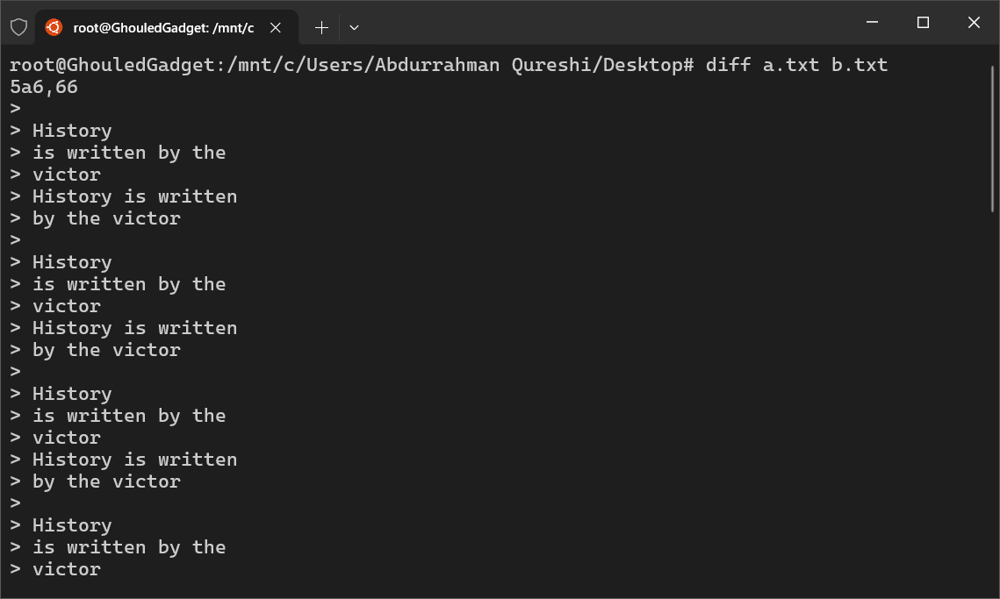 root@GhouledGadget: /mnt/c
root@GhouledGadget:/mnt/c/Users/Abdurrahman Qureshi/Desktop# diff a.txt b.txt
5a6,66
>
> History
> is written by the
> victor
> History is written
> by the victor
>
> History
> is written by the
> victor
> History is written
> by the victor
>
> History
> is written by the
> victor
> History is written
> by the victor
>
> History
> is written by the
> victor